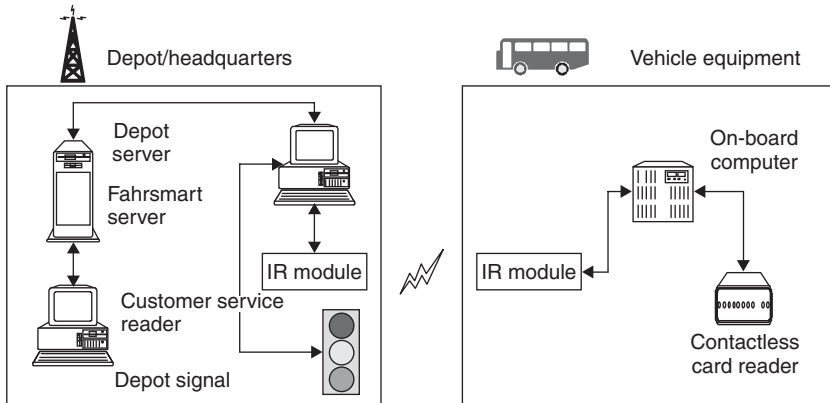 Depot/headquarters
Vehicle equipment
Depot
server
Fahrsmart
server
IR module
Customer service
reader
Depot signal
On-board
computer
IR module
Contactless
card reader